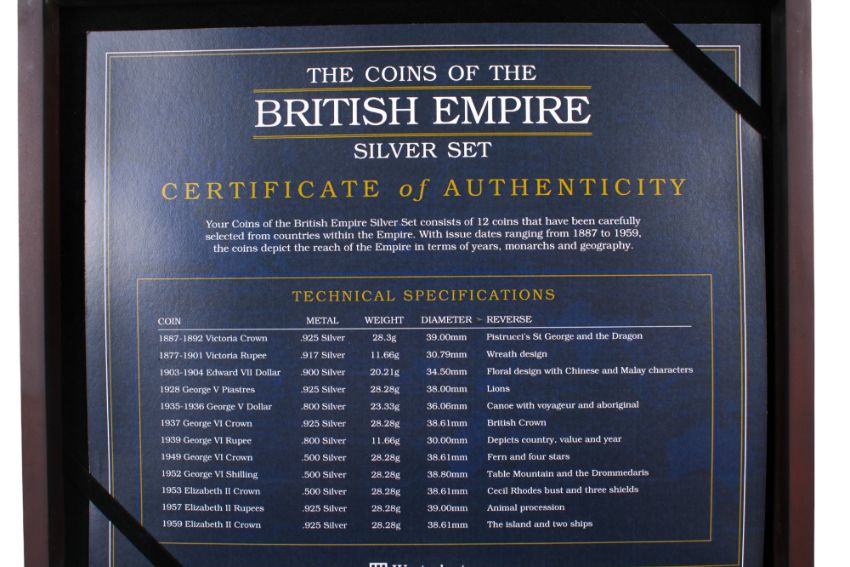 THE COINS OF THE
BRITISH EMPIRE
SILVER SET
CERTIFICATE of AUTHENTICITY
Your Coins of the British Empire Silver Set consists of 12 coins that have been carefully
selected from countries within the Empire. With issue dates ranging from 1887 to 1959,
the coins depict the reach of the Empire in terms of years, monarchs and geography.
TECHNICAL SPECIFICATIONS
COIN METAL WEIGHT DIAMETER REVERSE
1887-1892 Victoria Crown .925 Silver 28.3g 39.00mm Pistrucci's St George and the Dragon
1877-1901 Victoria Rupee .917 Silver 11.66g 30.79mm Wreath design
1903-1904 Edward VII Dollar .900 Silver 20.21g 34.50mm Floral design with Chinese and Malay characters
1928 George V Piastres .925 Silver 28.28g 38.00mm Lions
1935-1936 George V Dollar .800 Silver 23.33g 36.06mm Canoe with voyageur and aboriginal
1937 George VI Crown .925 Silver 28.28g 38.61mm British Crown
1939 George VI Rupee .800 Silver 11.66g 30.00mm Depicts country, value and year
1949 George VI Crown .500 Silver 28.28g 38.61mm Fern and four stars
1952 George VI Shilling .500 Silver 28.28g 38.80mm Table Mountain and the Drommedaris
1953 Elizabeth II Crown .500 Silver 28.28g 38.61mm Cecil Rhodes bust and three shields
1957 Elizabeth II Rupees .925 Silver 28.28g 39.00mm Animal procession
1959 Elizabeth II Crown .925 Silver 28.28g 38.61mm The island and two ships